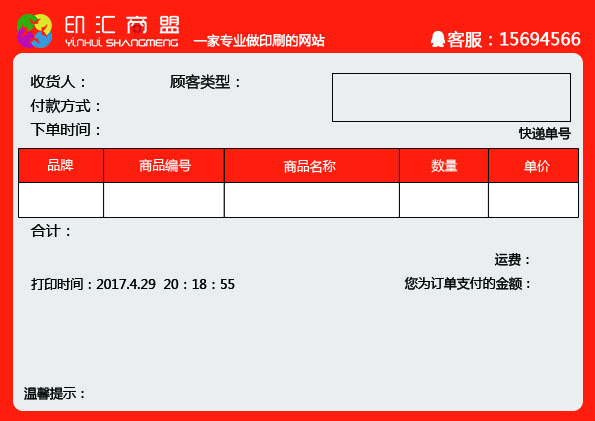 印汇商盟
YINHUI SHANGMENG
一家专业做印刷的网站
客服：15694566
收货人：
顾客类型：
付款方式：
下单时间：
快递单号
品牌 商品编号 商品名称 数量 单价
合计：
运费：
打印时间：2017.4.29 20：18：55
您为订单支付的金额：
温馨提示：